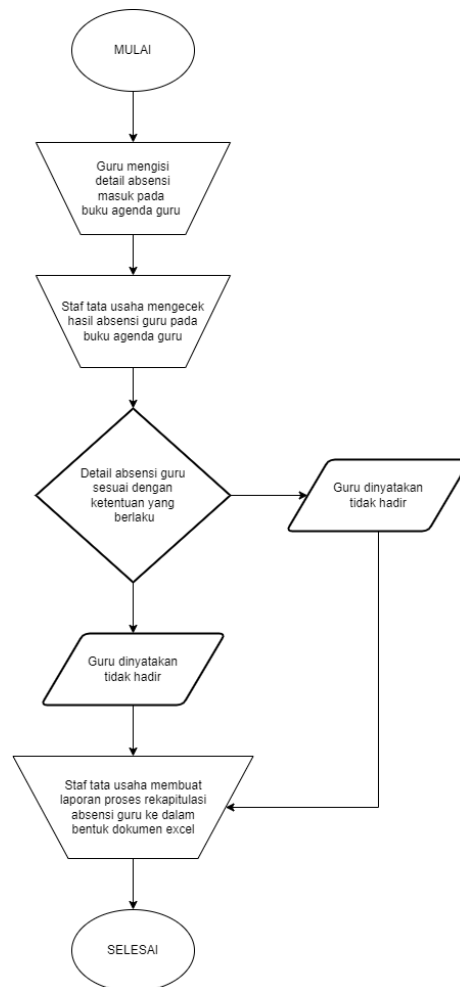 MULAI
Guru mengisi
detail absensi
masuk pada
buku agenda guru
Staf tata usaha mengecek
hasil absensi guru pada
buku agenda guru
Detail absensi guru
sesuai dengan
ketentuan yang
berlaku
Guru dinyatakan
tidak hadir
Guru dinyatakan
tidak hadir
Staf tata usaha membuat
laporan proses rekapitulasi
absensi guru ke dalam
bentuk dokumen excel
SELESAI